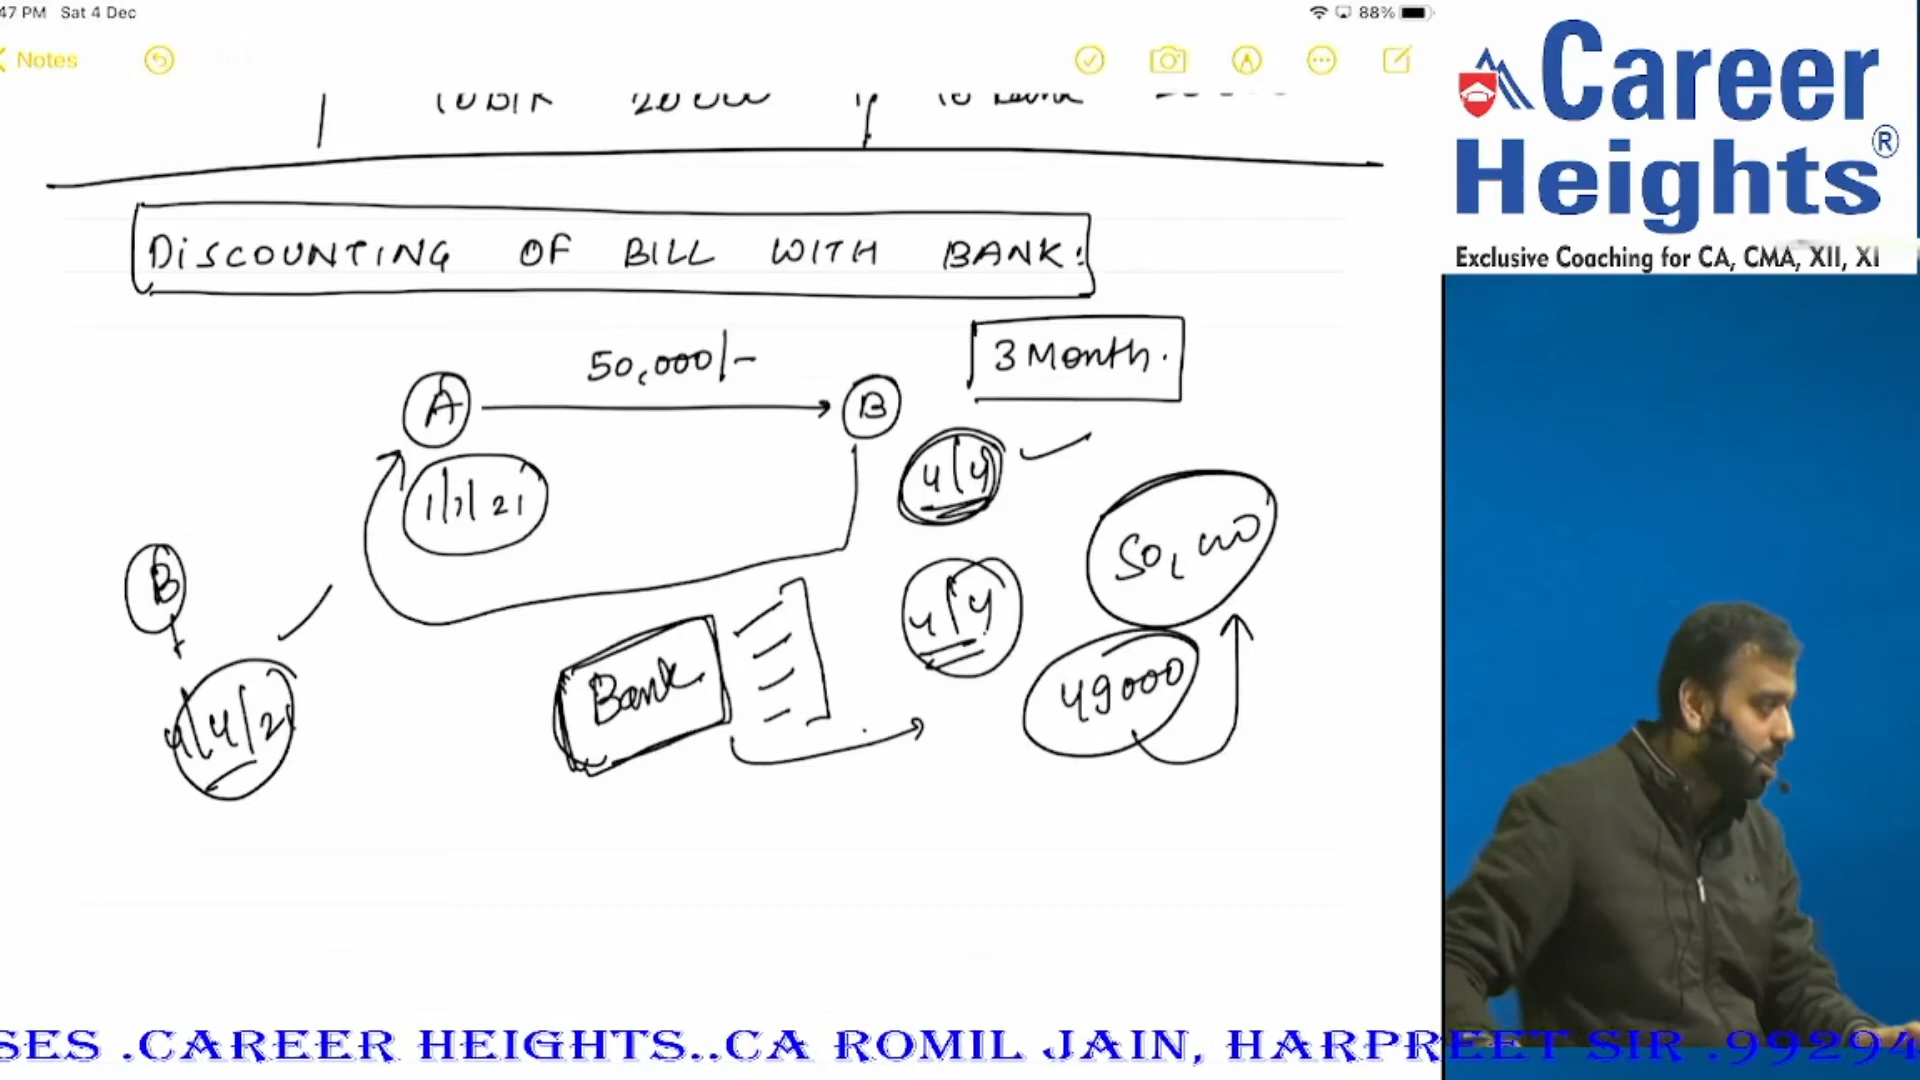 47 PM Sat 4 Dec
88%
Notes
DISCOUNTING OF BILL WITH BANK:
50,000/-
3 Month.
A
B
4/4
1/1/21
50,000
B
4/4
Bank
49000
4/4/21
Career
Heights®
Exclusive Coaching for CA, CMA, XII, XI
SES .CAREER HEIGHTS..CA ROMIL JAIN, HARPREET SIR .99294